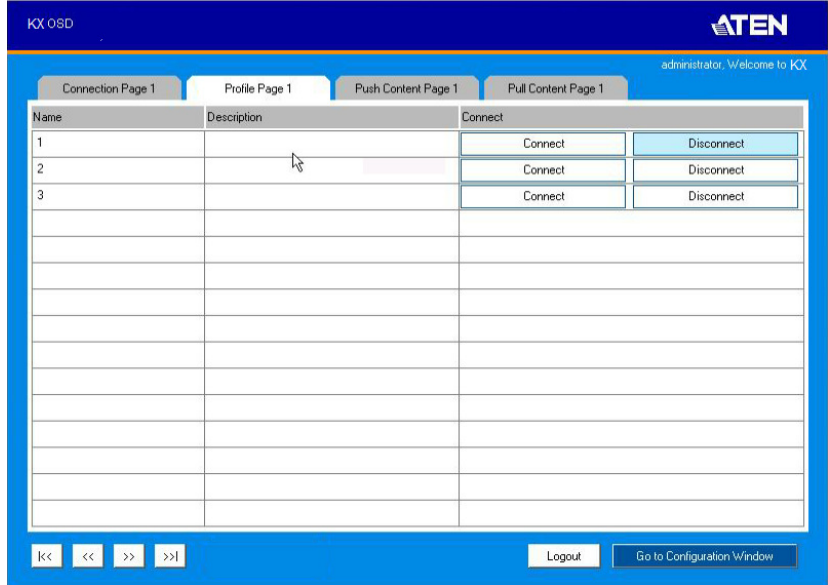 KX OSD
ATEN
administrator, Welcome to KX
Connection Page 1 Profile Page 1 Push Content Page 1 Pull Content Page 1
Name Description Connect
1 Connect Disconnect
2 Connect Disconnect
3 Connect Disconnect
|<< << >> >>| Logout Go to Configuration Window